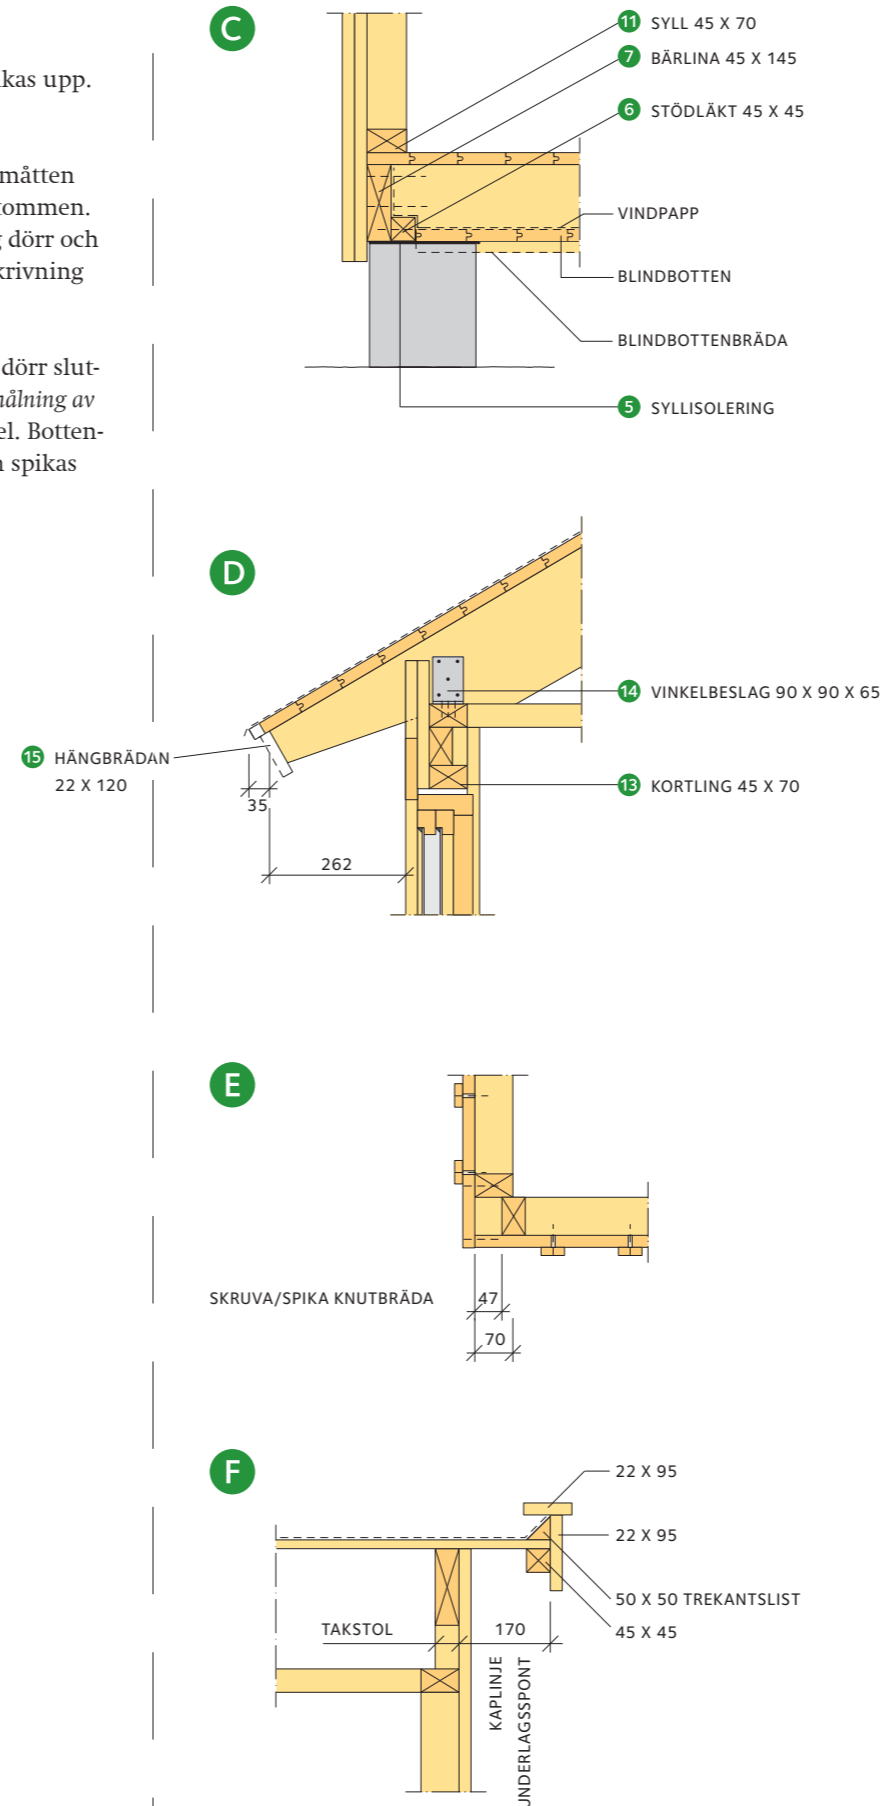 kas upp.
måtten
kommen.
g dörr och
krivning
dörr slut-
målning av
el. Botten-
n spikas
C
11 SYLL 45 X 70
7 BÄRLINA 45 X 145
6 STÖDLÄKT 45 X 45
VINDPAPP
BLINDBOTTEN
BLINDBOTTENBRÄDA
5 SYLLISOLERING
D
14 VINKELBESLAG 90 X 90 X 65
15 HÄNGBRÄDAN
22 X 120
13 KORTLING 45 X 70
35
262
E
SKRUVA/SPIKA KNUTBRÄDA
47
70
F
22 X 95
22 X 95
50 X 50 TREKANTSLIST
45 X 45
TAKSTOL
170
KAPLINJE
UNDERLAGSSPONT